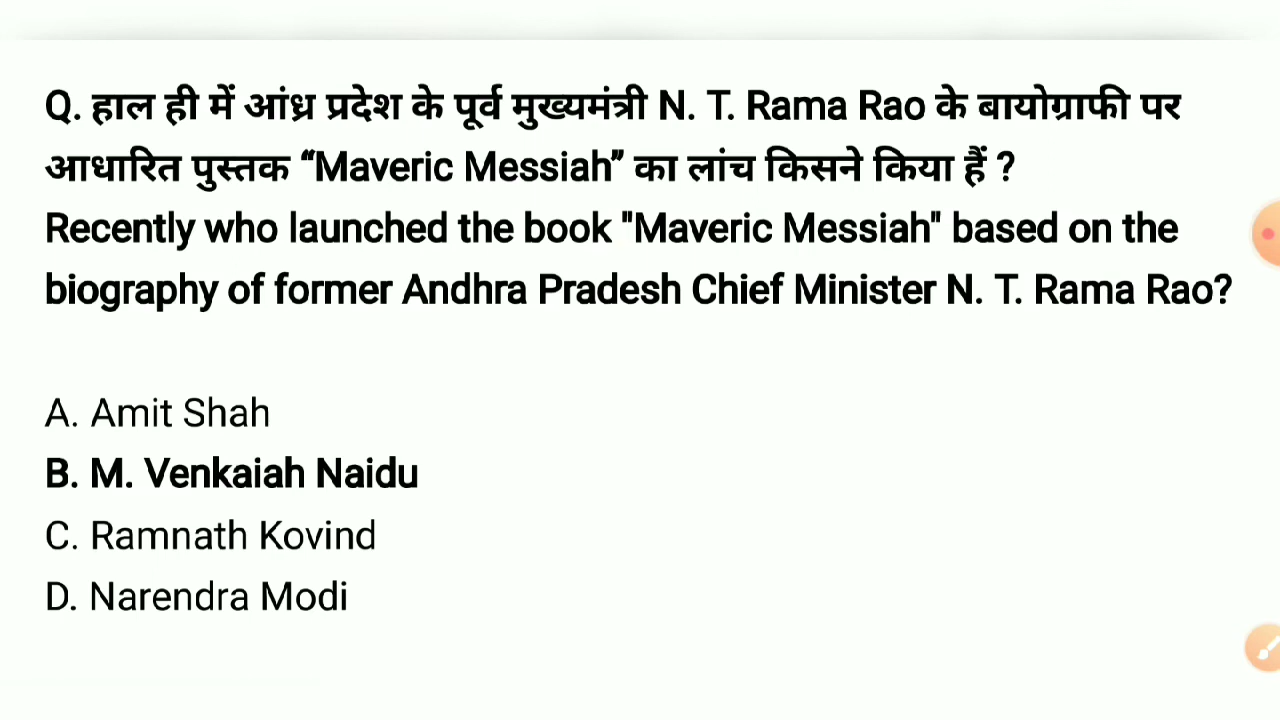 Q. हाल ही में आंध्र प्रदेश के पूर्व मुख्यमंत्री N. T. Rama Rao के बायोग्राफी पर
आधारित पुस्तक “Maveric Messiah” का लांच किसने किया हैं ?
Recently who launched the book "Maveric Messiah" based on the
biography of former Andhra Pradesh Chief Minister N. T. Rama Rao?
A. Amit Shah
B. M. Venkaiah Naidu
C. Ramnath Kovind
D. Narendra Modi